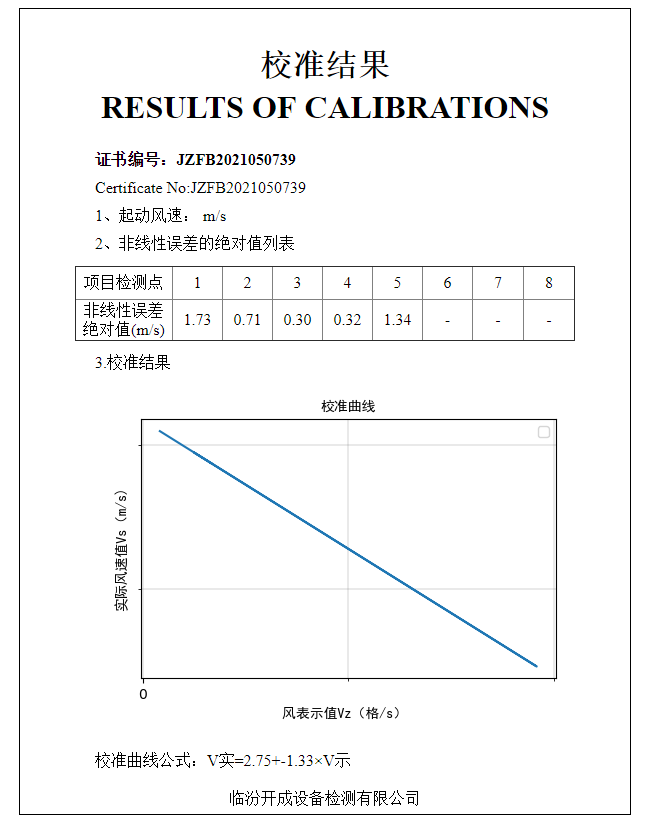 校准结果
RESULTS OF CALIBRATIONS
证书编号：JZFB2021050739
Certificate No:JZFB2021050739
1、起动风速： m/s
2、非线性误差的绝对值列表
项目检测点 1 2 3 4 5 6 7 8
非线性误差
绝对值(m/s) 1.73 0.71 0.30 0.32 1.34 - - -
3.校准结果
校准曲线
实际风速值Vs（m/s）
0
风表示值Vz（格/s）
校准曲线公式：V实=2.75+-1.33×V示
临汾开成设备检测有限公司